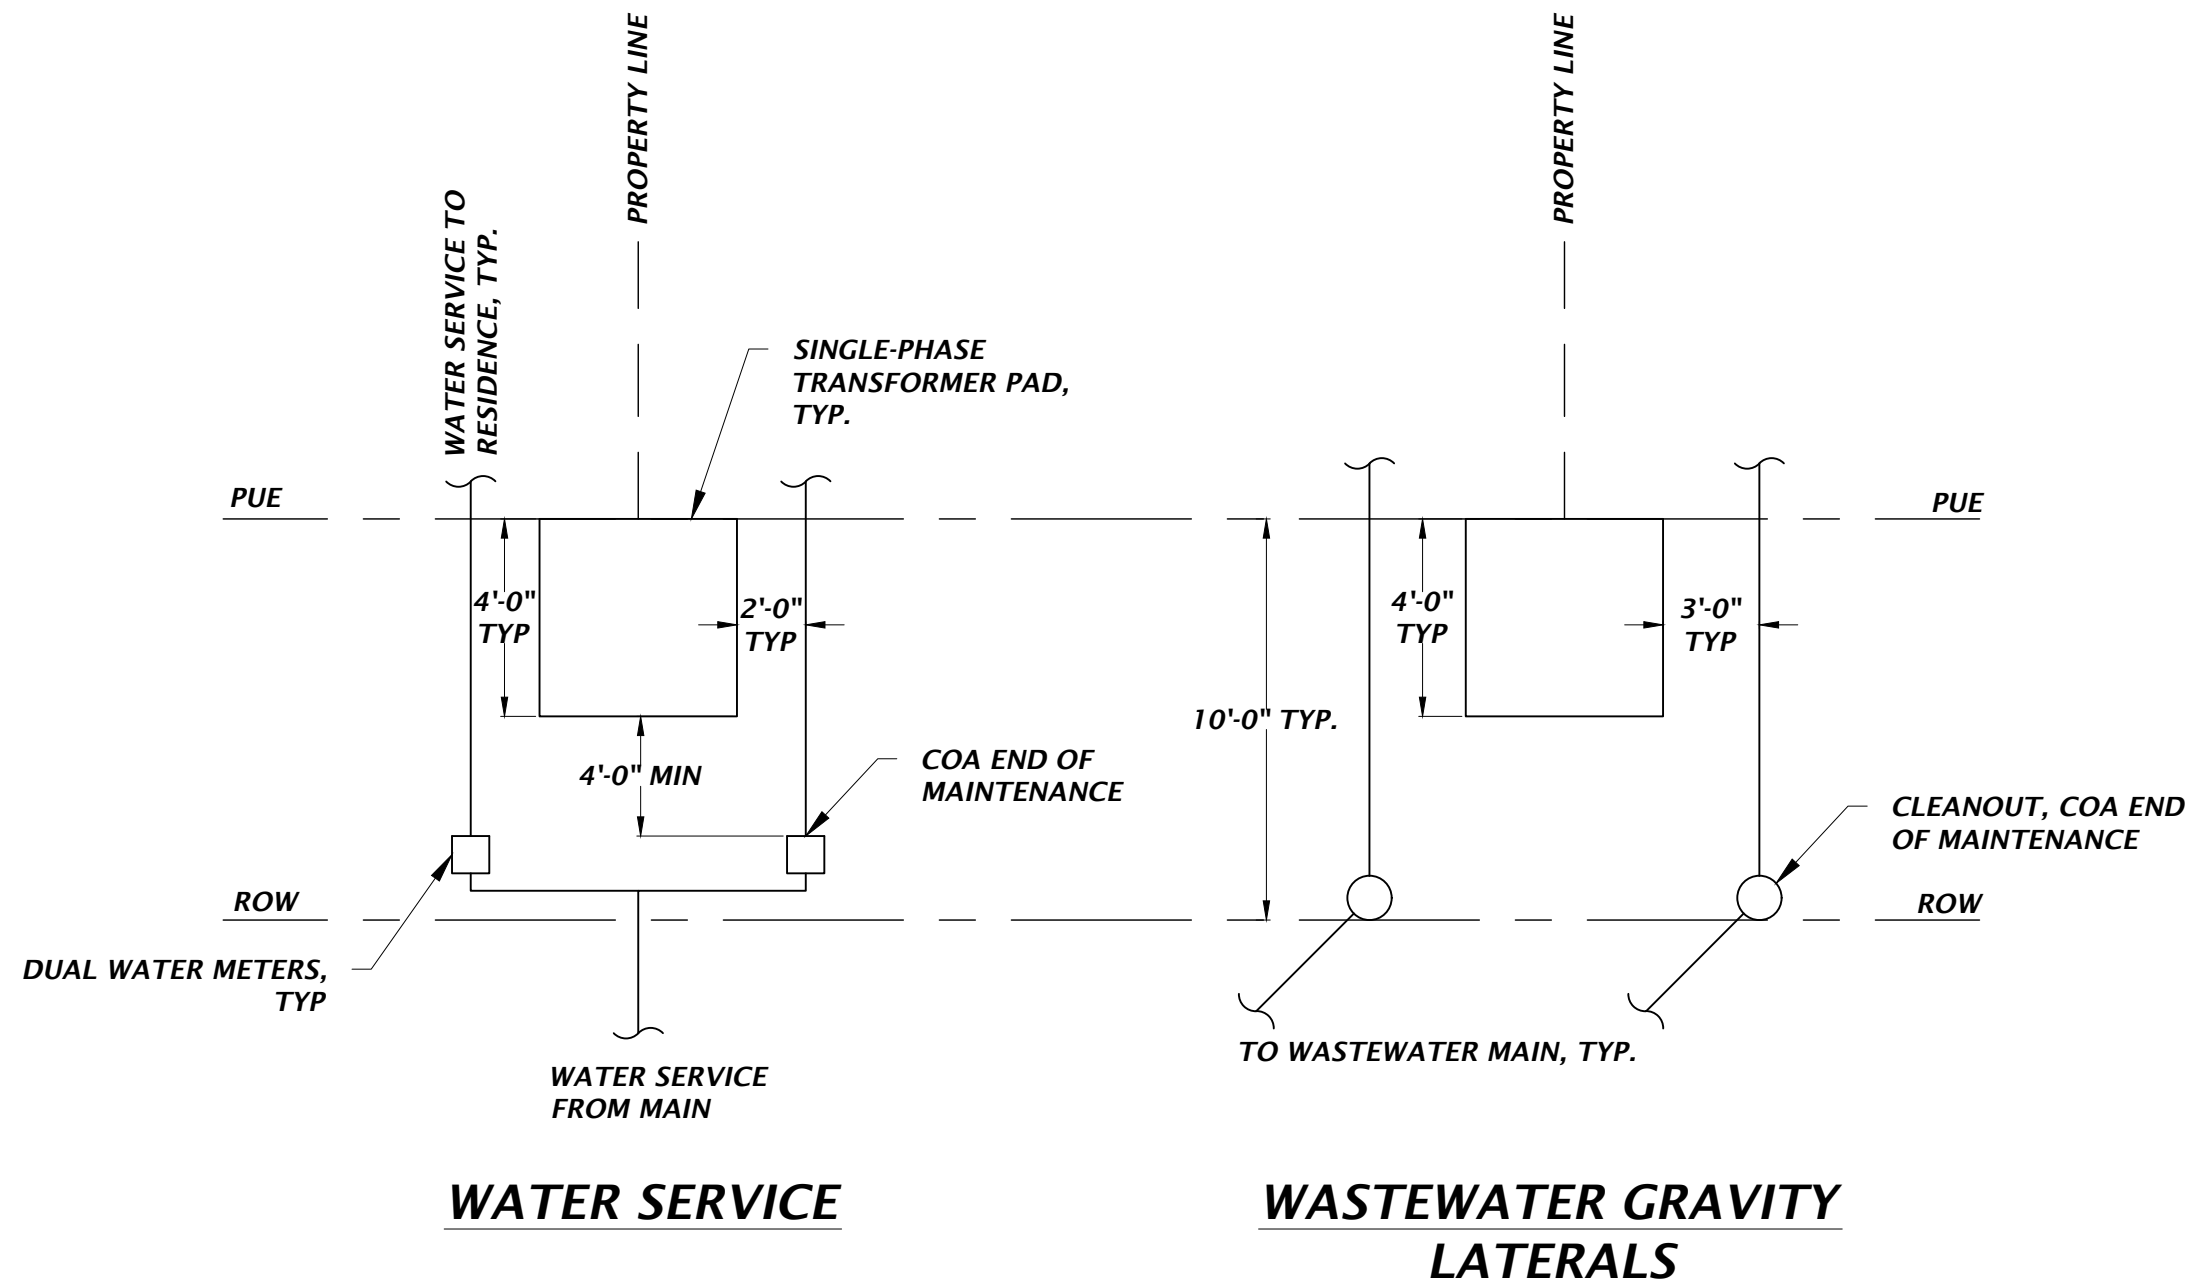 PROPERTY LINE
PROPERTY LINE
WATER SERVICE TO
RESIDENCE, TYP.
SINGLE-PHASE
TRANSFORMER PAD,
TYP.
PUE
PUE
4'-0"
TYP
2'-0"
TYP
4'-0"
TYP
3'-0"
TYP
10'-0" TYP.
4'-0" MIN
COA END OF
MAINTENANCE
CLEANOUT, COA END
OF MAINTENANCE
ROW
ROW
DUAL WATER METERS,
TYP
TO WASTEWATER MAIN, TYP.
WATER SERVICE
FROM MAIN
WATER SERVICE
WASTEWATER GRAVITY
LATERALS